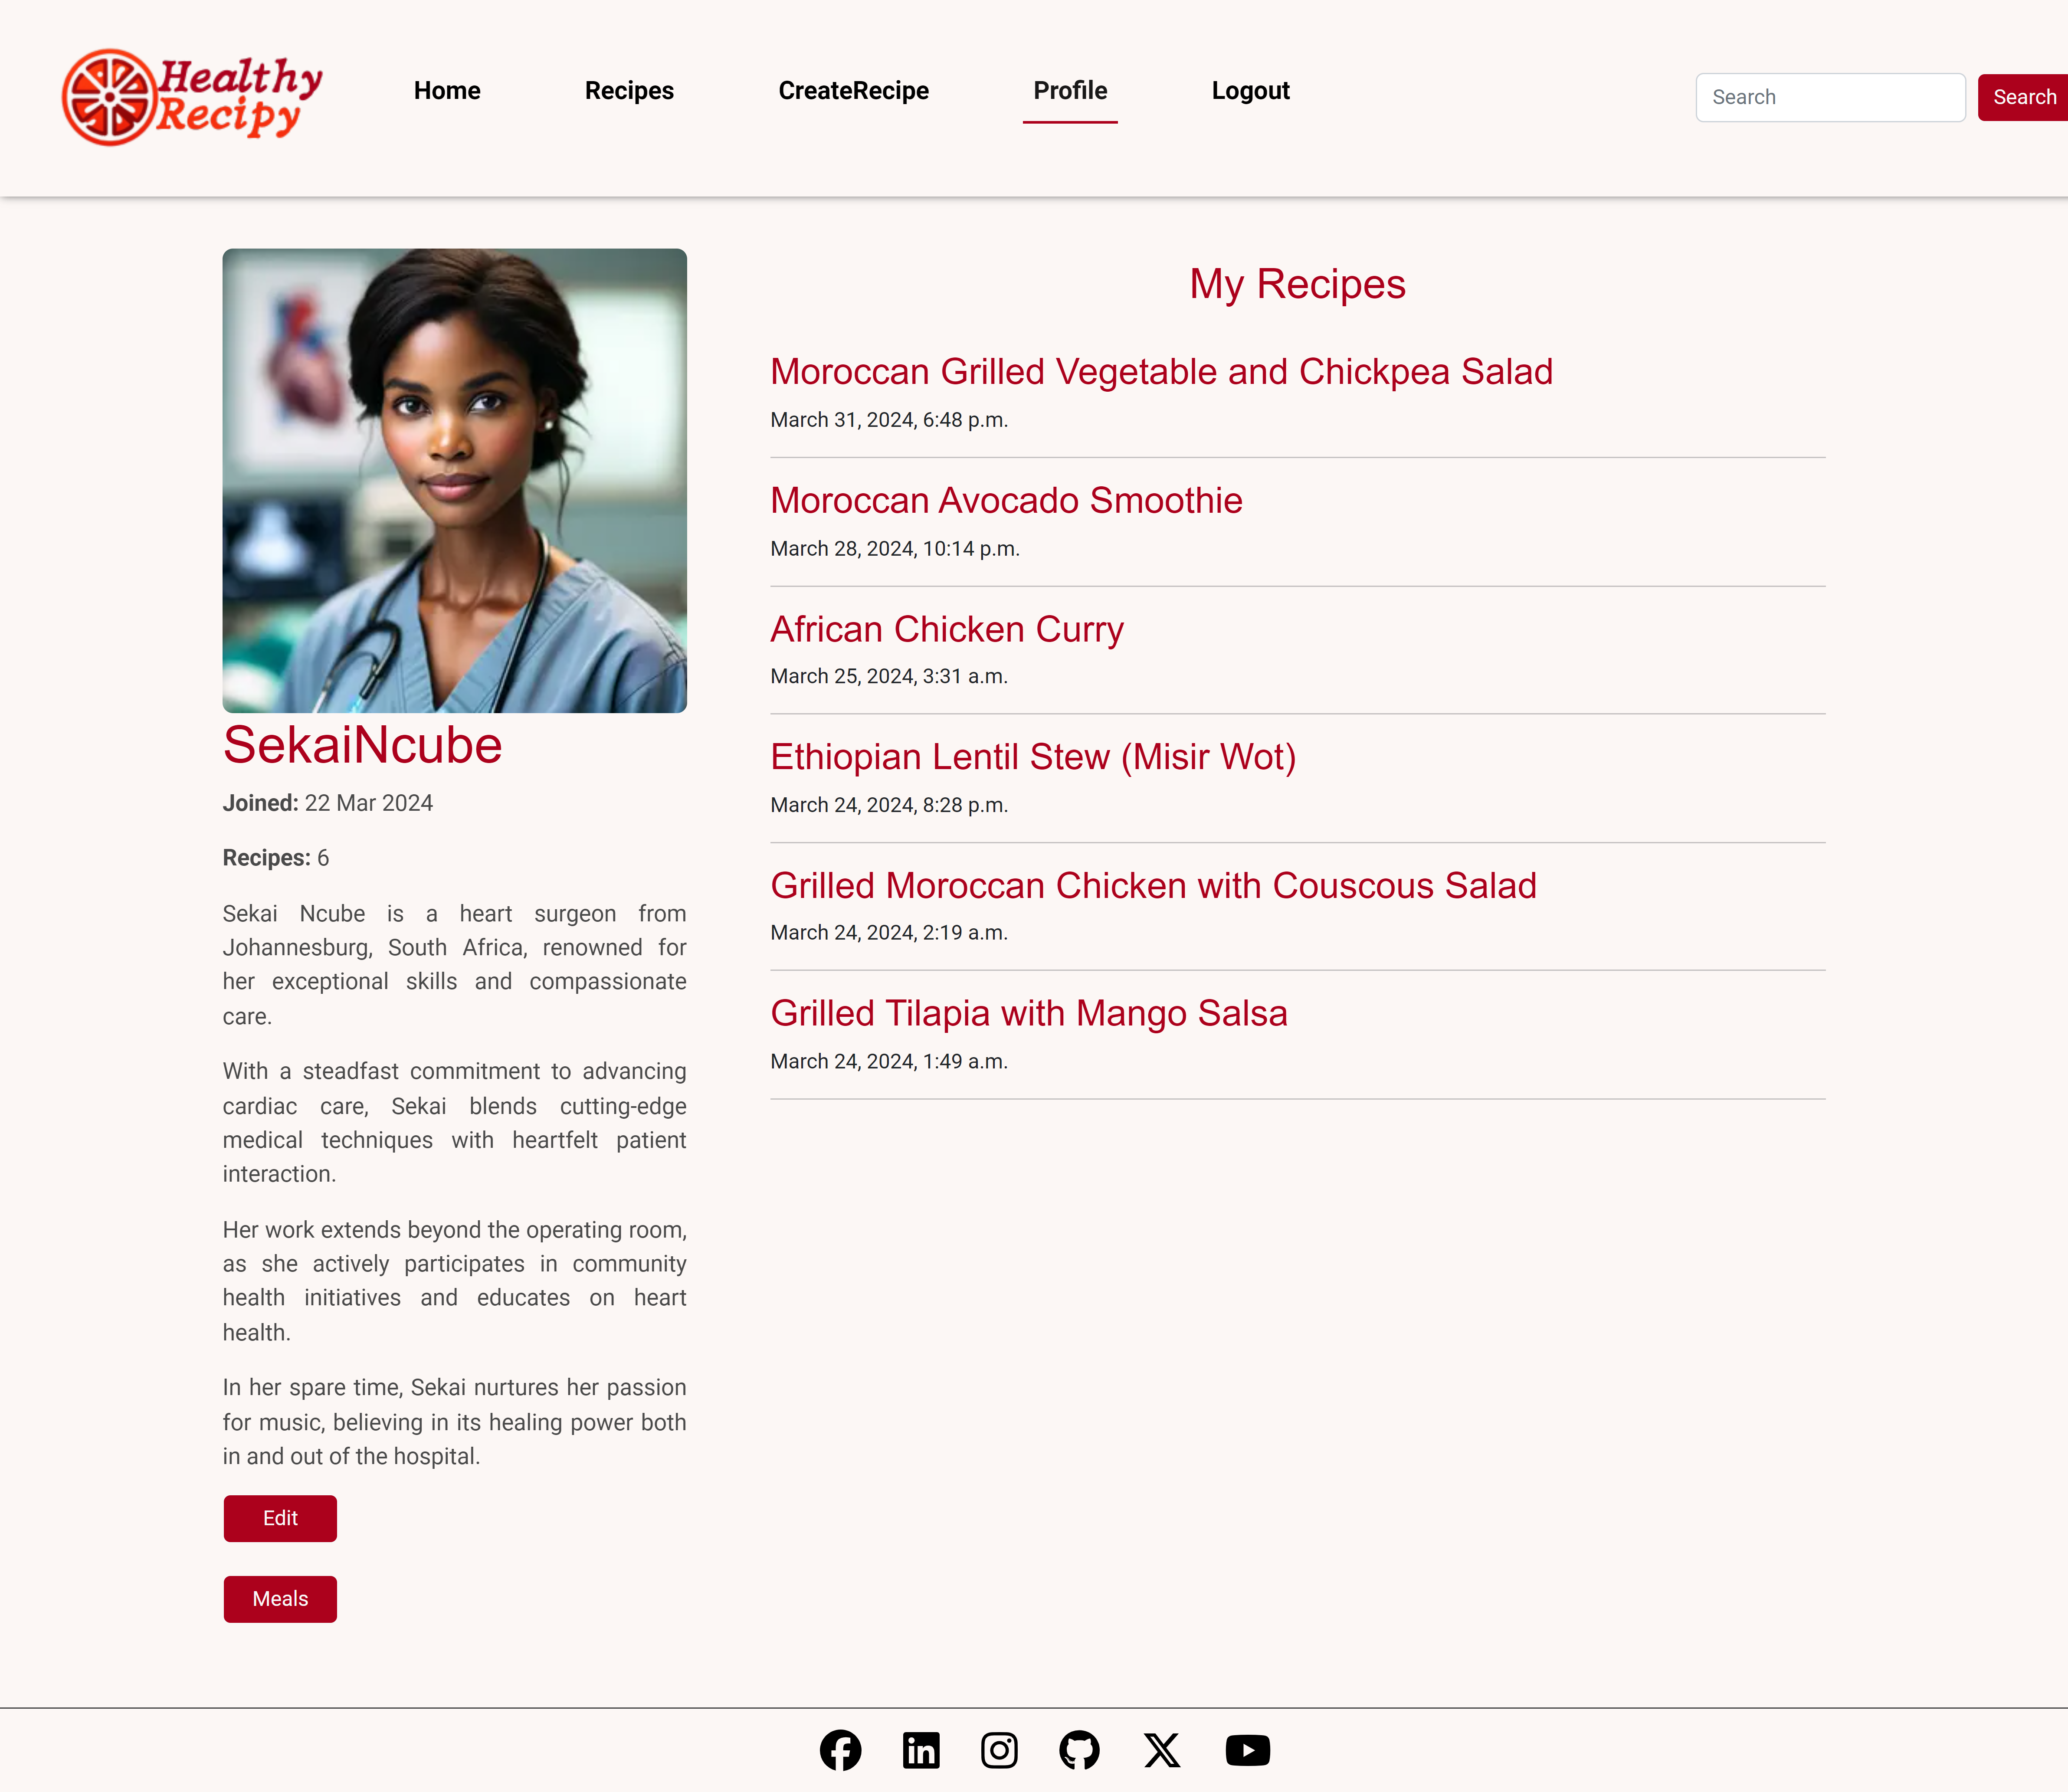 Healthy
Recipy
Home
Recipes
CreateRecipe
Profile
Logout
Search
Search
My Recipes
Moroccan Grilled Vegetable and Chickpea Salad
March 31, 2024, 6:48 p.m.
Moroccan Avocado Smoothie
March 28, 2024, 10:14 p.m.
African Chicken Curry
March 25, 2024, 3:31 a.m.
Ethiopian Lentil Stew (Misir Wot)
March 24, 2024, 8:28 p.m.
Grilled Moroccan Chicken with Couscous Salad
March 24, 2024, 2:19 a.m.
Grilled Tilapia with Mango Salsa
March 24, 2024, 1:49 a.m.
SekaiNcube
Joined: 22 Mar 2024
Recipes: 6
Sekai Ncube is a heart surgeon from
Johannesburg, South Africa, renowned for
her exceptional skills and compassionate
care.
With a steadfast commitment to advancing
cardiac care, Sekai blends cutting-edge
medical techniques with heartfelt patient
interaction.
Her work extends beyond the operating room,
as she actively participates in community
health initiatives and educates on heart
health.
In her spare time, Sekai nurtures her passion
for music, believing in its healing power both
in and out of the hospital.
Edit
Meals